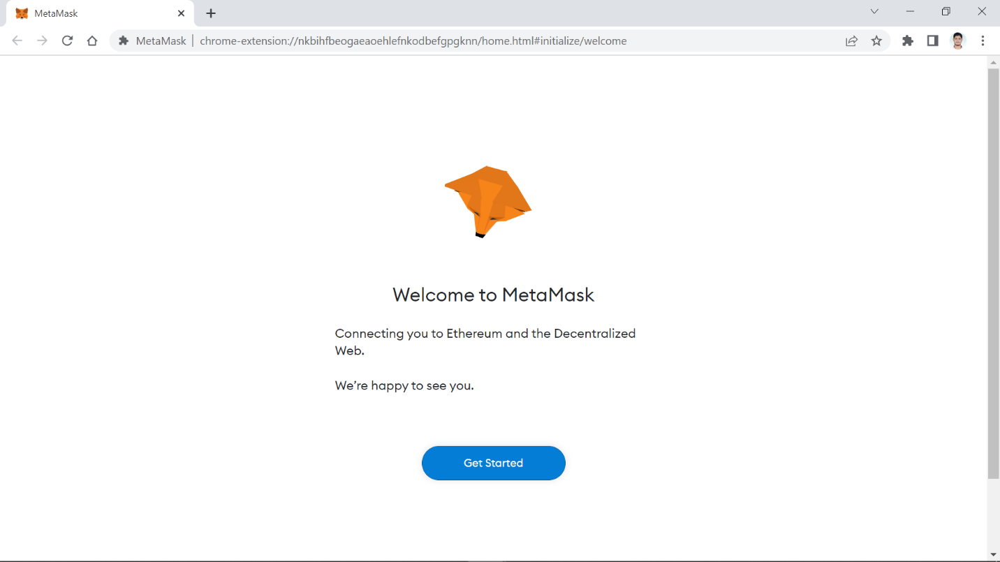 MetaMask
MetaMask | chrome-extension://nkbihfbeogaeaoehlefnkodbefgpgknn/home.html#initialize/welcome
Welcome to MetaMask
Connecting you to Ethereum and the Decentralized
Web.
We’re happy to see you.
Get Started